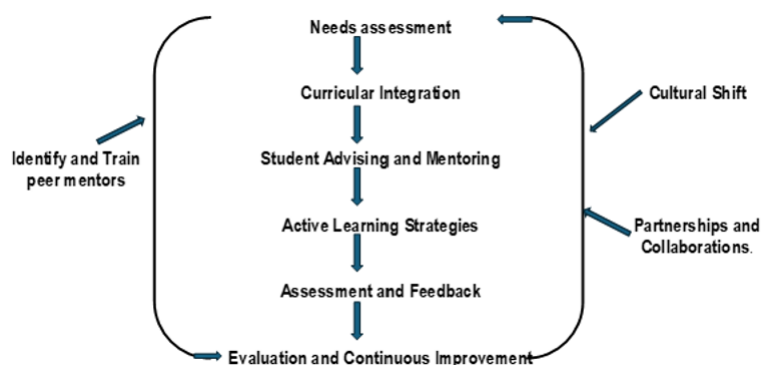 Needs assessment
Curricular Integration
Cultural Shift
Identify and Train
peer mentors
Student Advising and Mentoring
Active Learning Strategies
Partnerships and
Collaborations.
Assessment and Feedback
Evaluation and Continuous Improvement